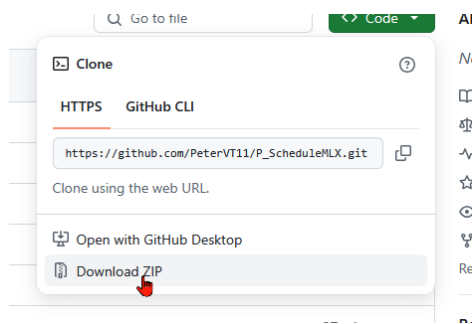 Go to file
Code
Clone
HTTPS GitHub CLI
https://github.com/PeterVT11/P_ScheduleMLX.git
Clone using the web URL.
Open with GitHub Desktop
Download ZIP
Re